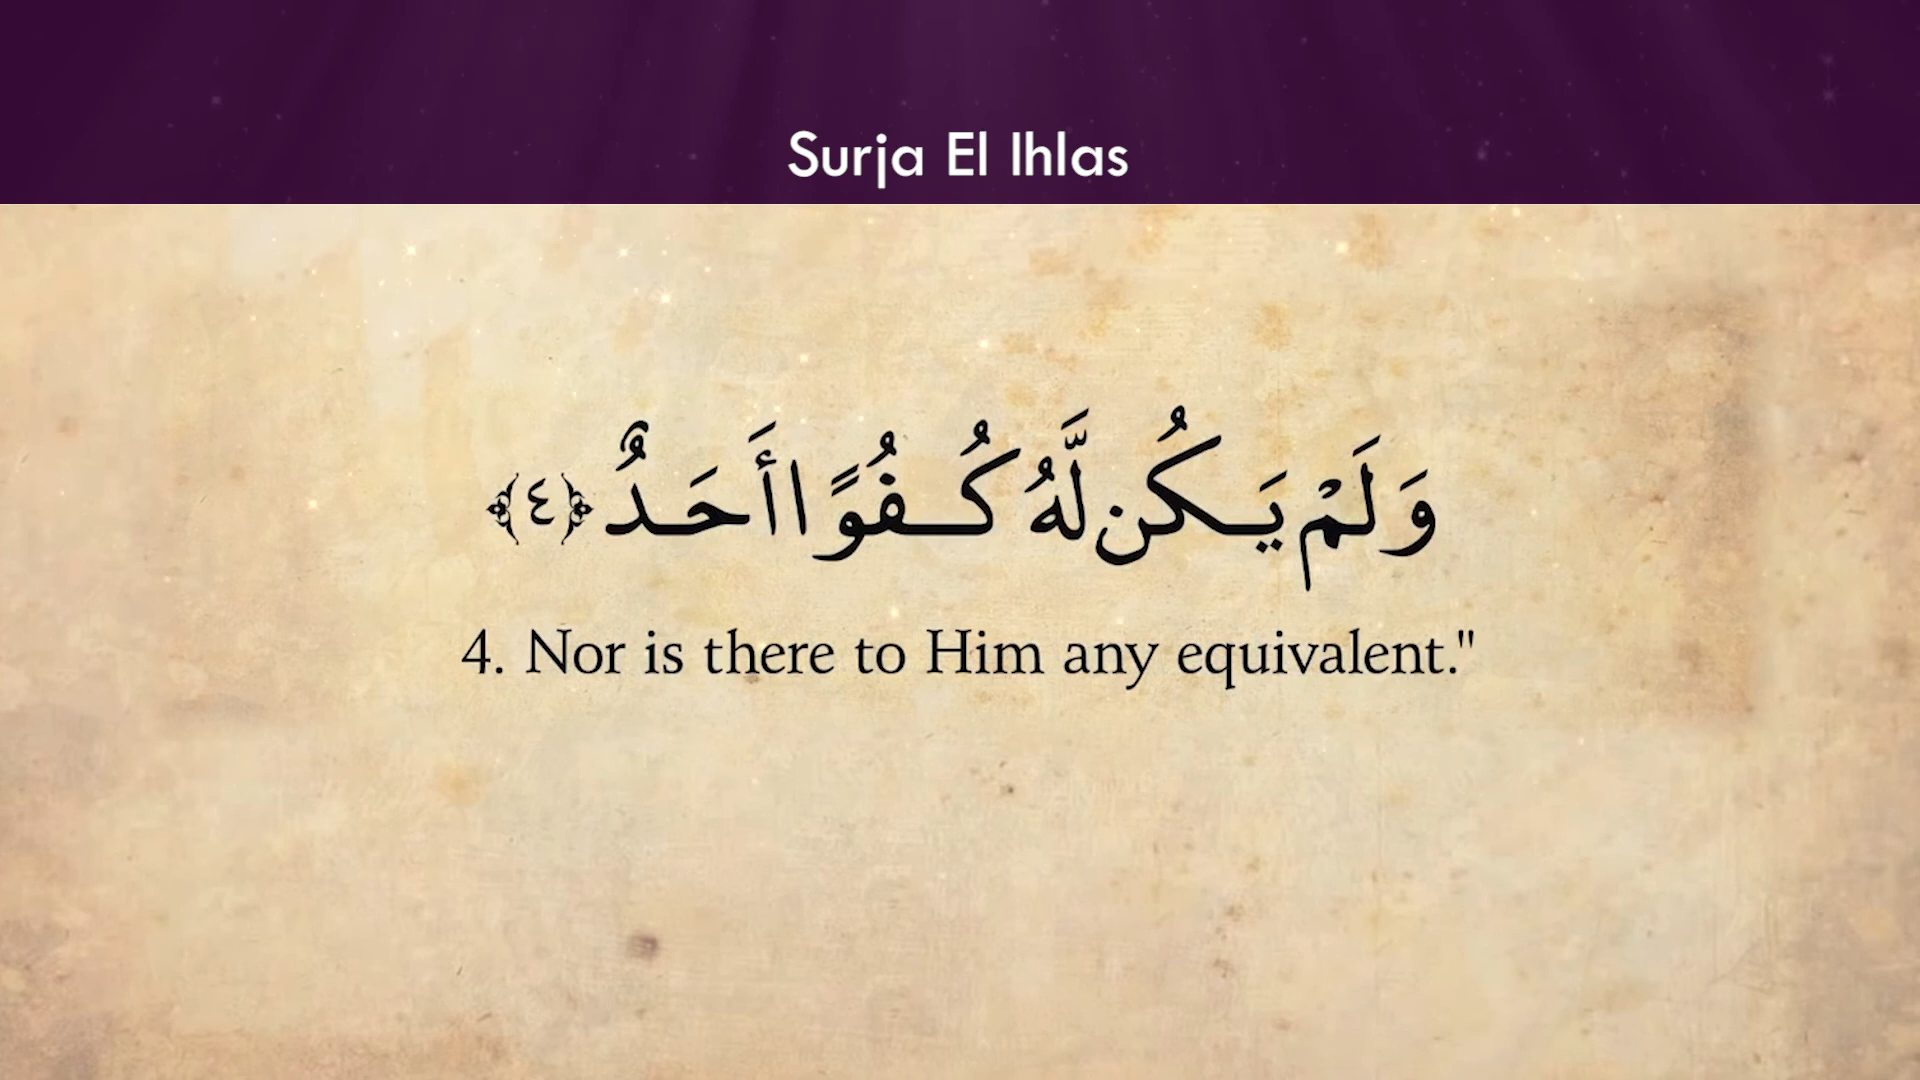 Surja El Ihlas
وَلَمْ يَكُن لَّهُ كُفُوًا أَحَدٌ ﴿٤﴾
4. Nor is there to Him any equivalent."